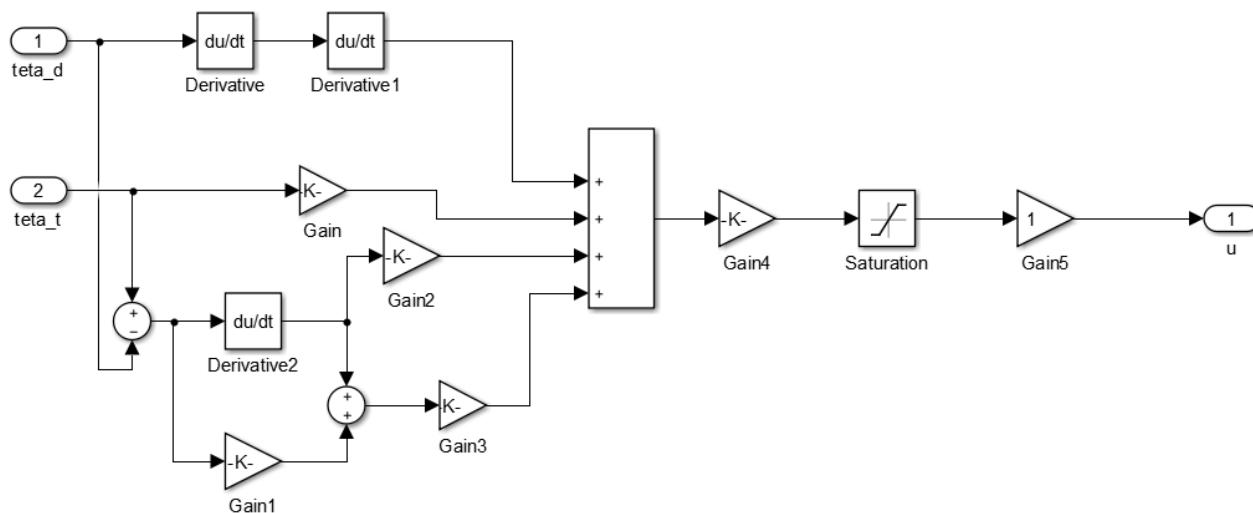 1
teta_d
du/dt
Derivative
du/dt
Derivative1
2
teta_t
-K-
Gain
-K-
Gain2
+
−
du/dt
Derivative2
+
+
-K-
Gain1
-K-
Gain3
+
+
+
+
-K-
Gain4
Saturation
1
Gain5
1
u